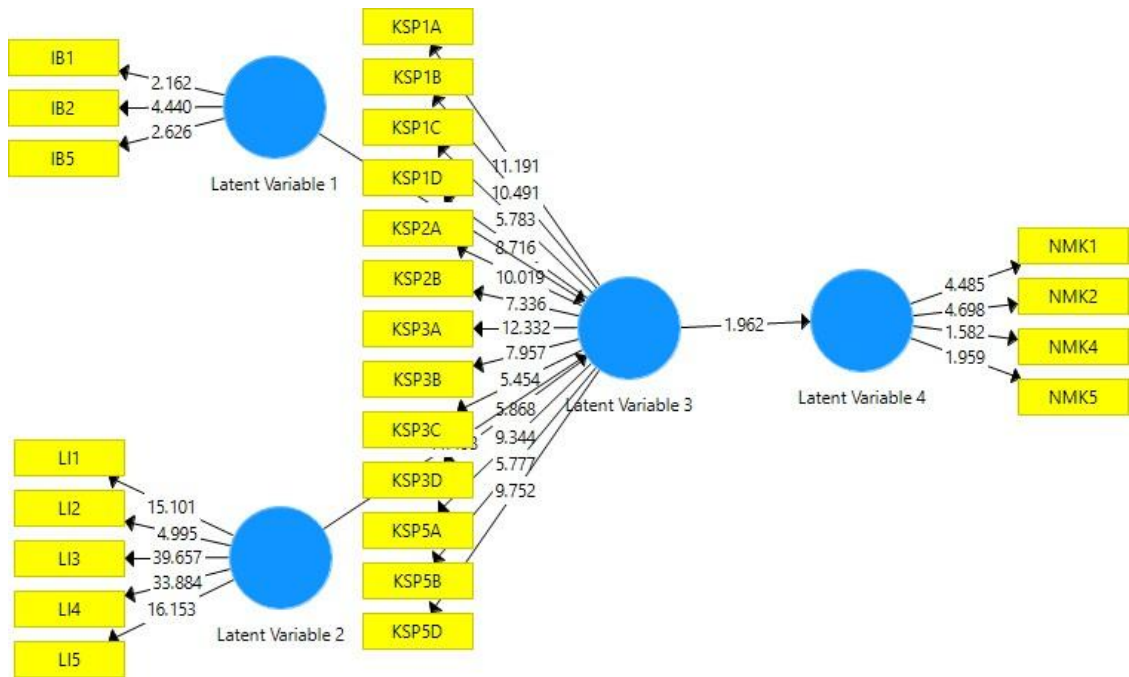 IB1
IB2
IB5
2.162
4.440
2.626
Latent Variable 1
KSP1A
KSP1B
KSP1C
KSP1D
KSP2A
KSP2B
KSP3A
KSP3B
KSP3C
KSP3D
KSP5A
KSP5B
KSP5D
11.191
10.491
5.783
8.716
10.019
7.336
12.332
7.957
5.454
5.868
9.344
5.777
9.752
Latent Variable 3
1.962
Latent Variable 4
4.485
4.698
1.582
1.959
NMK1
NMK2
NMK4
NMK5
LI1
LI2
LI3
LI4
LI5
15.101
4.995
39.657
33.884
16.153
Latent Variable 2